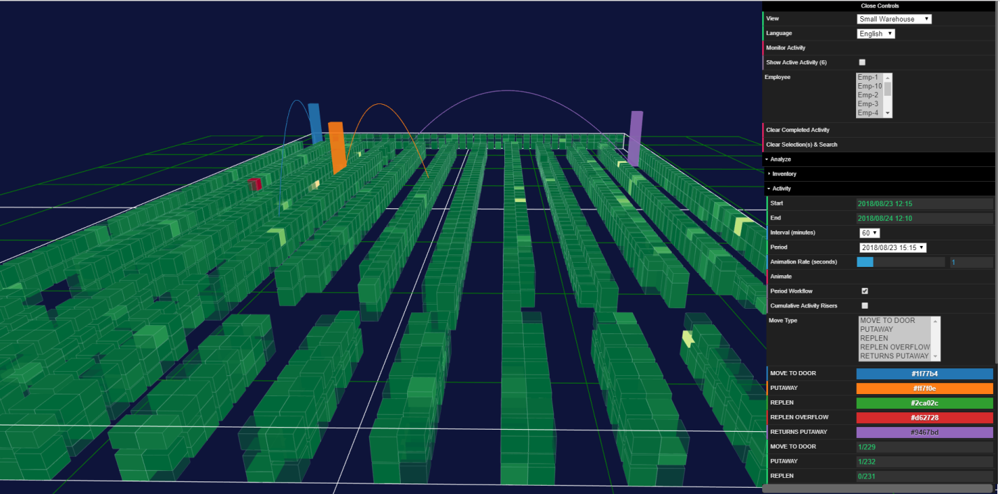 Close Controls
View Small Warehouse
Language English
Monitor Activity
Show Active Activity (6)
Employee
Emp-1
Emp-10
Emp-2
Emp-3
Emp-4
Clear Completed Activity
Clear Selection(s) & Search
Analyze
Inventory
Activity
Start 2018/08/23 12:15
End 2018/08/24 12:10
Interval (minutes) 60
Period 2018/08/23 15:15
Animation Rate (seconds) 1
Animate
Period Workflow
Cumulative Activity Risers
Move Type
MOVE TO DOOR
PUTAWAY
REPLEN
REPLEN OVERFLOW
RETURNS PUTAWAY
MOVE TO DOOR #1f77b4
PUTAWAY #ff7f0e
REPLEN #2ca02c
REPLEN OVERFLOW #d62728
RETURNS PUTAWAY #9467bd
MOVE TO DOOR 1/229
PUTAWAY 1/232
REPLEN 0/231